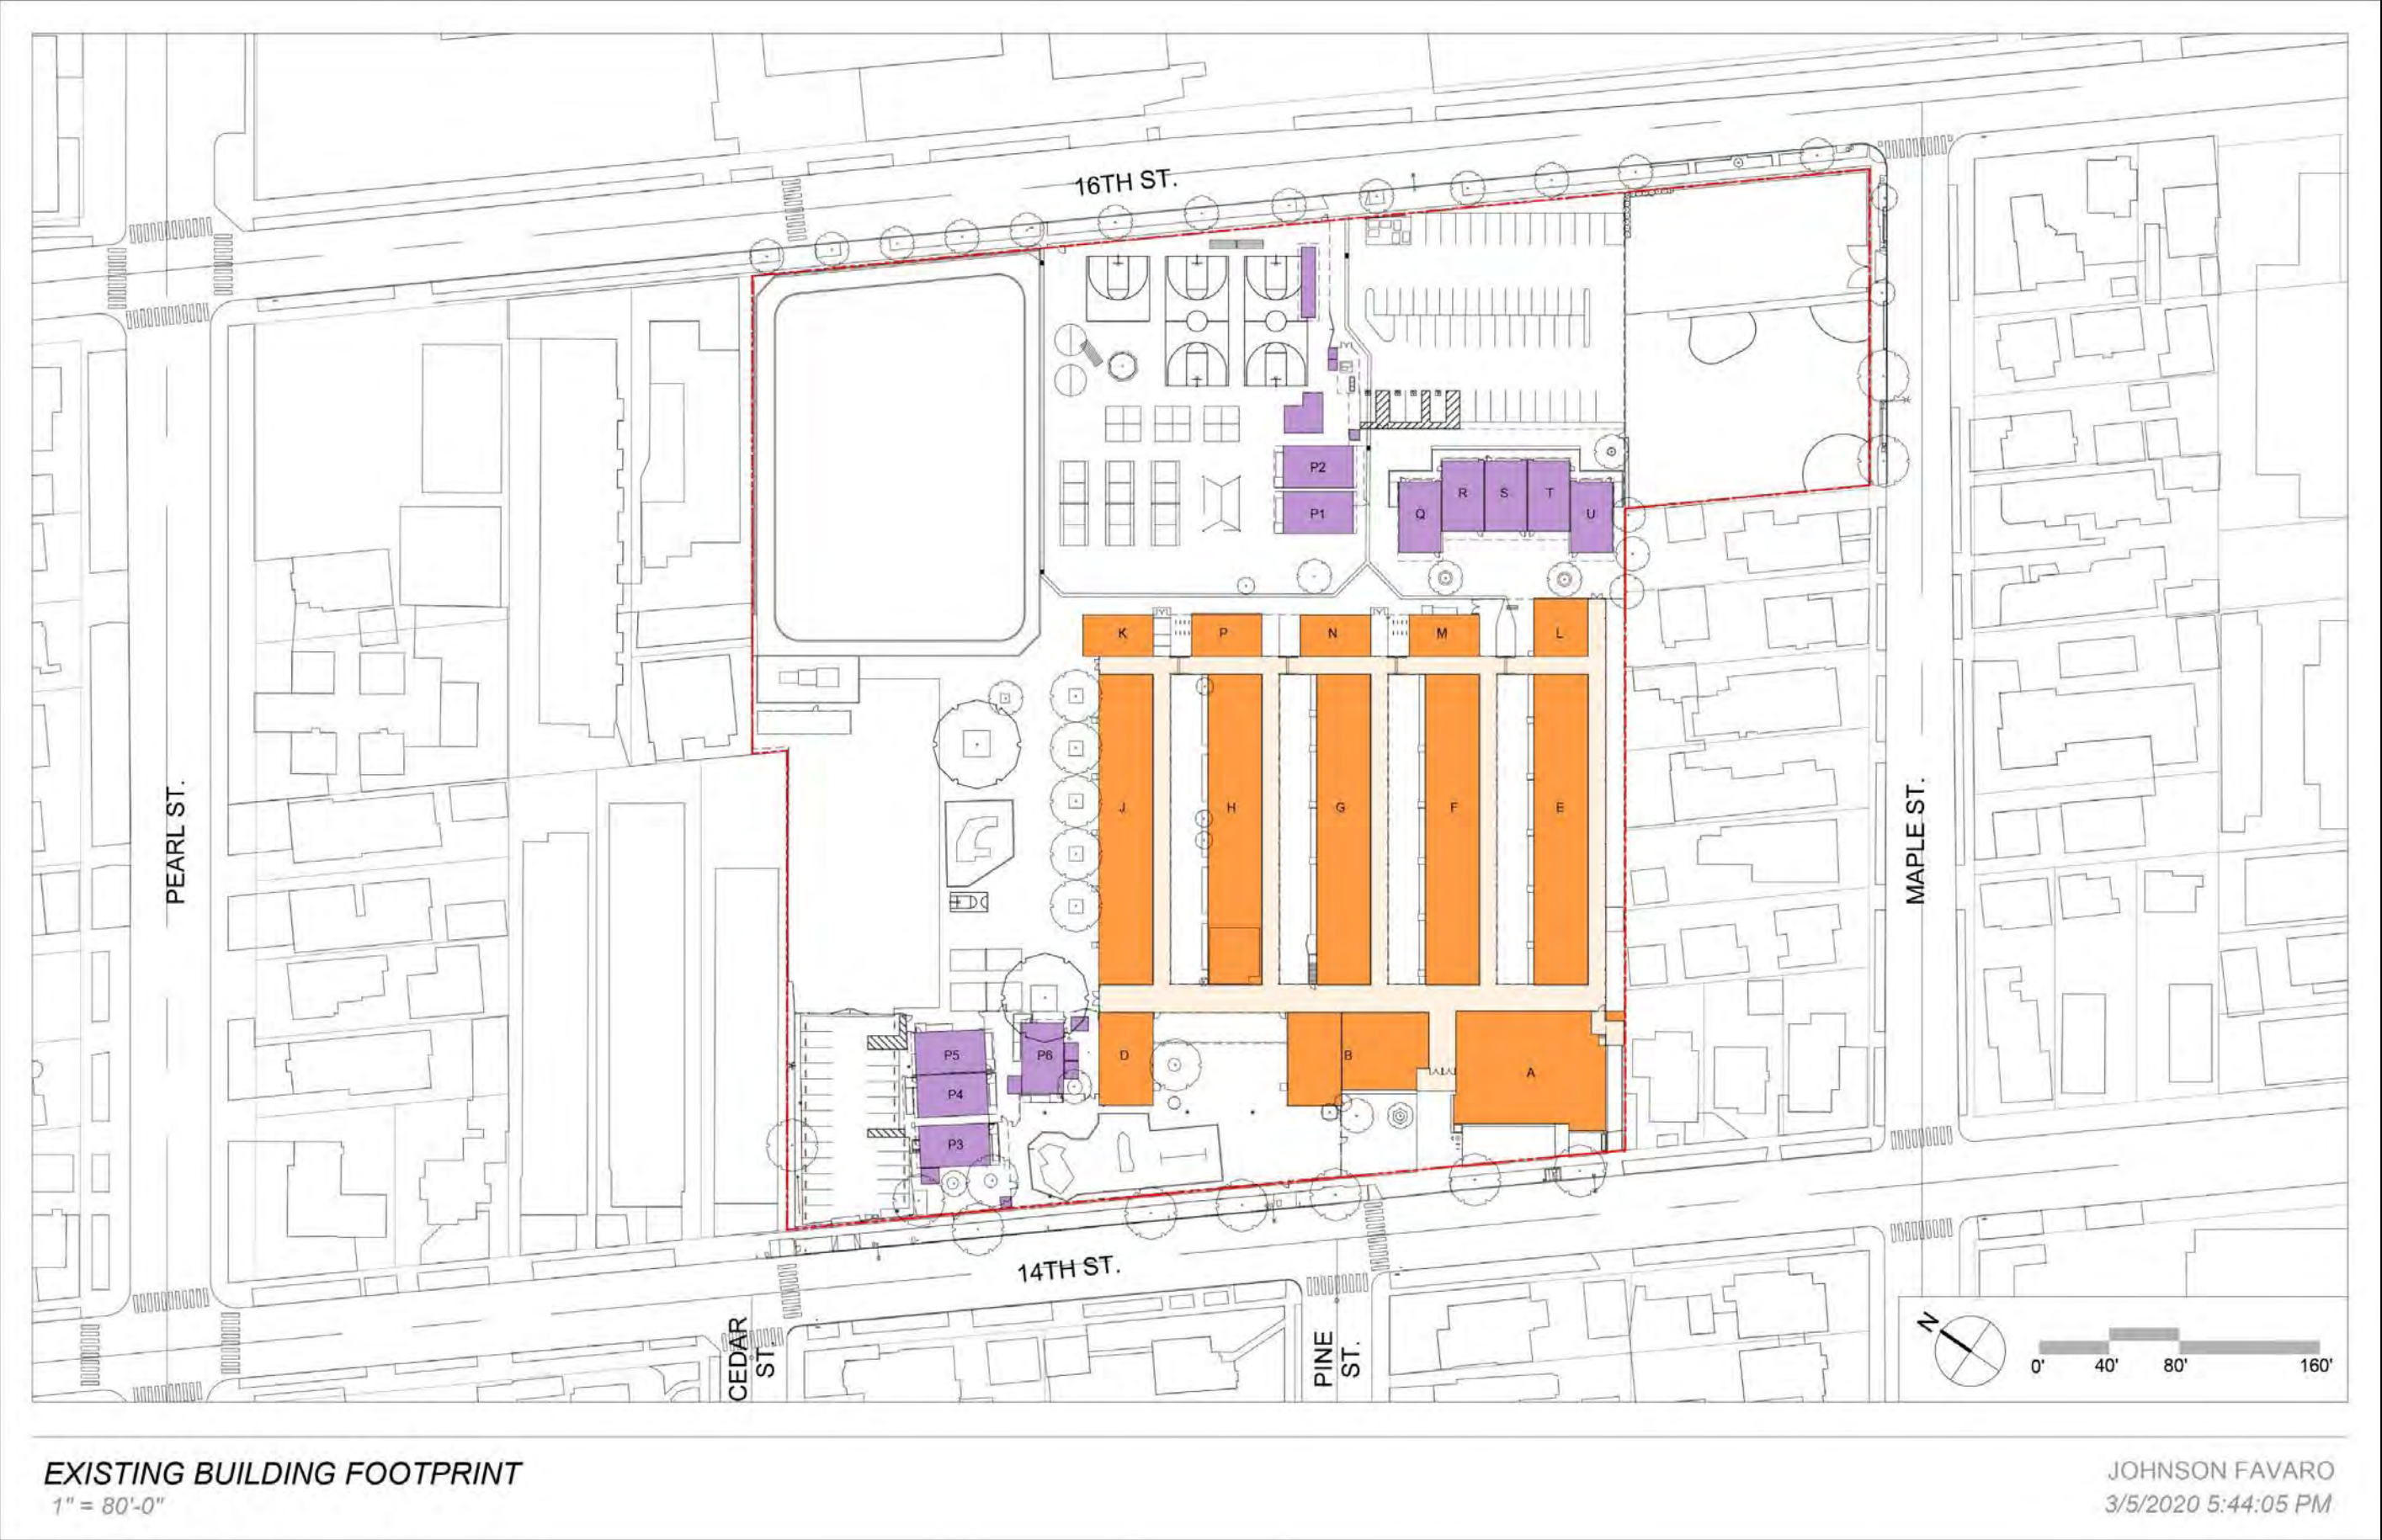 16TH ST.
P2
P1
Q
R
S
T
U
K
P
N
M
L
J
H
G
F
E
PEARL ST.
MAPLE ST.
P5
P6
P4
P3
D
B
A
14TH ST.
CEDAR
ST.
PINE
ST.
N
0' 40' 80' 160'
EXISTING BUILDING FOOTPRINT
1" = 80'-0"
JOHNSON FAVARO
3/5/2020 5:44:05 PM